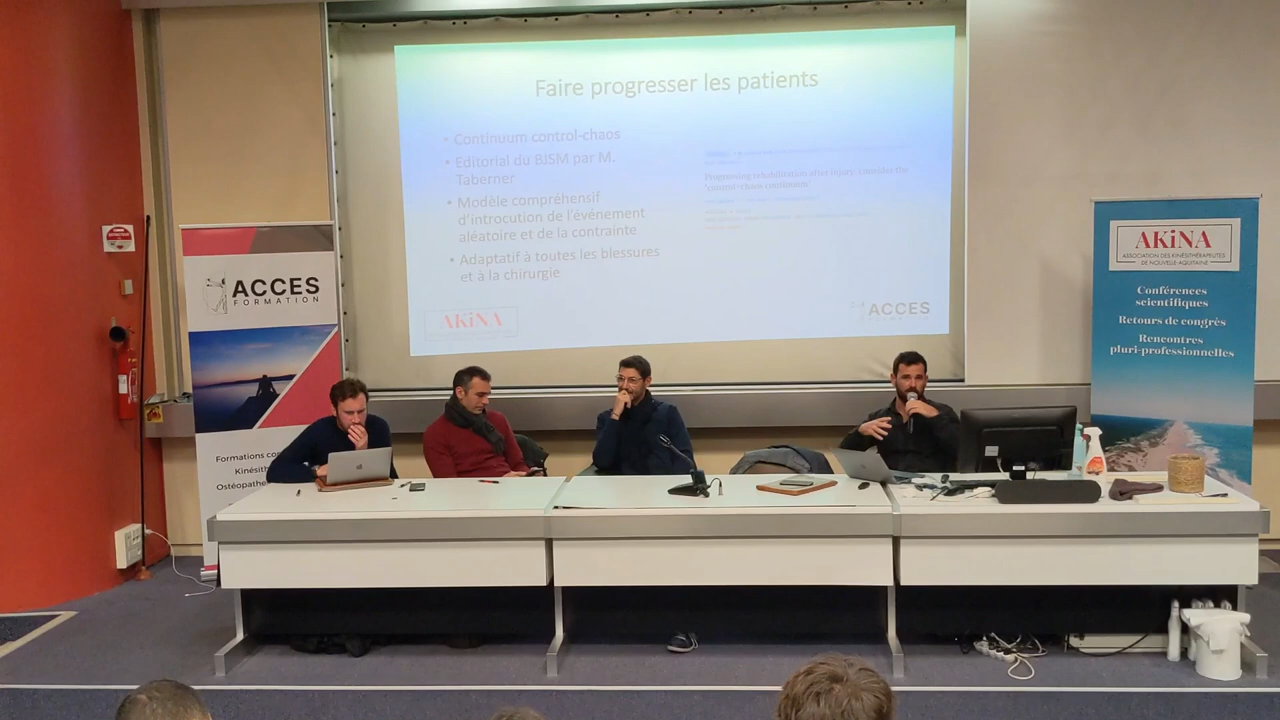 Faire progresser les patients
• Continuum control-chaos
• Editorial du BJSM par M.
Taberner
• Modèle compréhensif
d'introcution de l'événement
aléatoire et de la contrainte
• Adaptatif à toutes les blessures
et à la chirurgie
Progressing rehabilitation after injury: consider the
'control-chaos continuum'
AKiNA
ACCES
FORMATION
ACCES
FORMATION
Formations
Kinésith
Ostéopathe
AKiNA
ASSOCIATION DES KINÉSITHÉRAPEUTES
DE NOUVELLE-AQUITAINE
Conférences
scientifiques
Retours de congrès
Rencontres
pluri-professionnelles